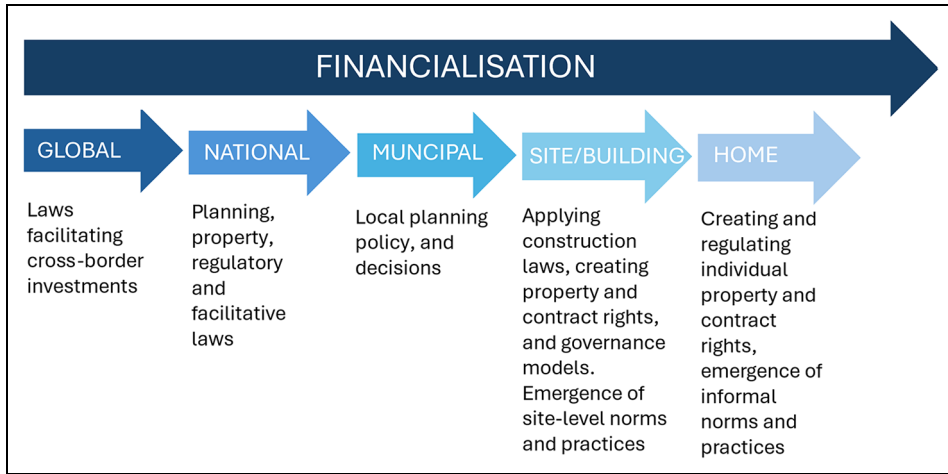 FINANCIALISATION
GLOBAL
NATIONAL
MUNCIPAL
SITE/BUILDING
HOME
Laws
facilitating
cross-border
investments
Planning,
property,
regulatory
and
facilitative
laws
Local planning
policy, and
decisions
Applying
construction
laws, creating
property and
contract rights,
and governance
models.
Emergence of
site-level norms
and practices
Creating and
regulating
individual
property and
contract
rights,
emergence of
informal
norms and
practices